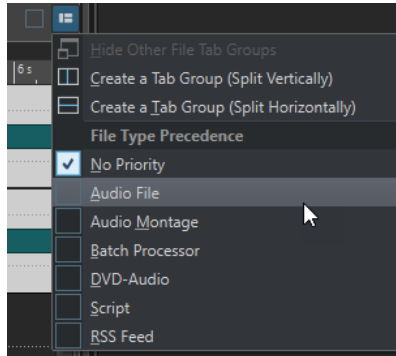 6 s
Hide Other File Tab Groups
Create a Tab Group (Split Vertically)
Create a Tab Group (Split Horizontally)
File Type Precedence
No Priority
Audio File
Audio Montage
Batch Processor
DVD-Audio
Script
RSS Feed